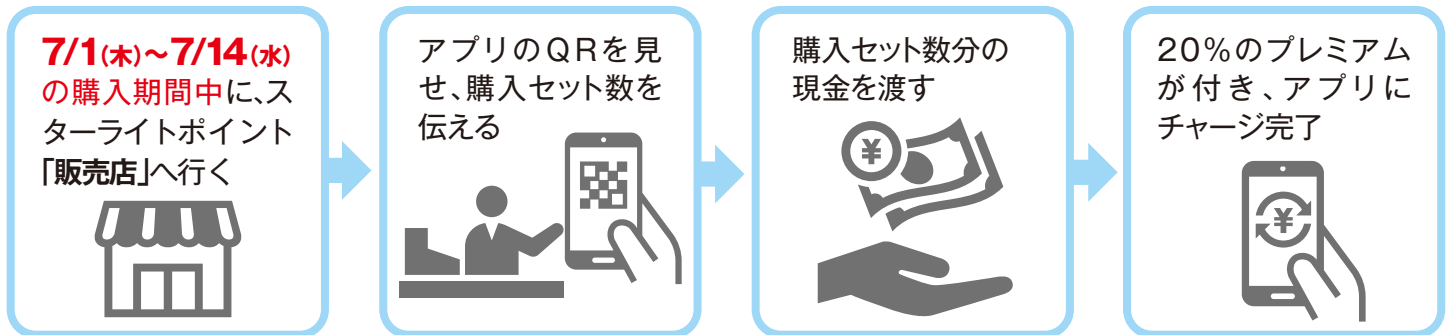 7/1(木)~7/14(水)
の購入期間中に、ス
ターライトポイント
「販売店」へ行く
アプリのQRを見
せ、購入セット数を
伝える
購入セット数分の
現金を渡す
¥
20%のプレミアム
が付き、アプリに
チャージ完了
¥